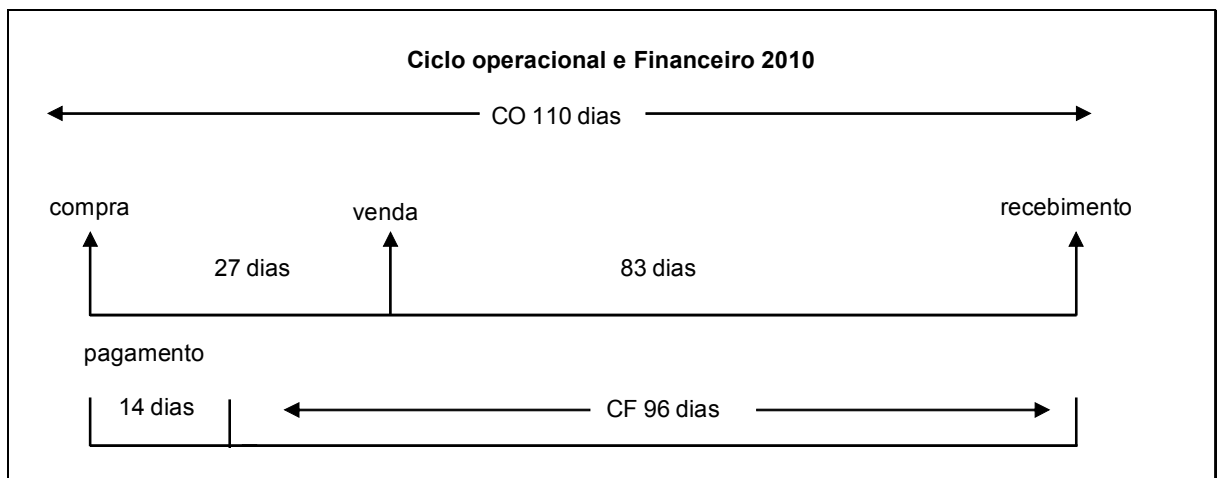 Ciclo operacional e Financeiro 2010
CO 110 dias
compra
venda
recebimento
27 dias
83 dias
pagamento
14 dias
CF 96 dias